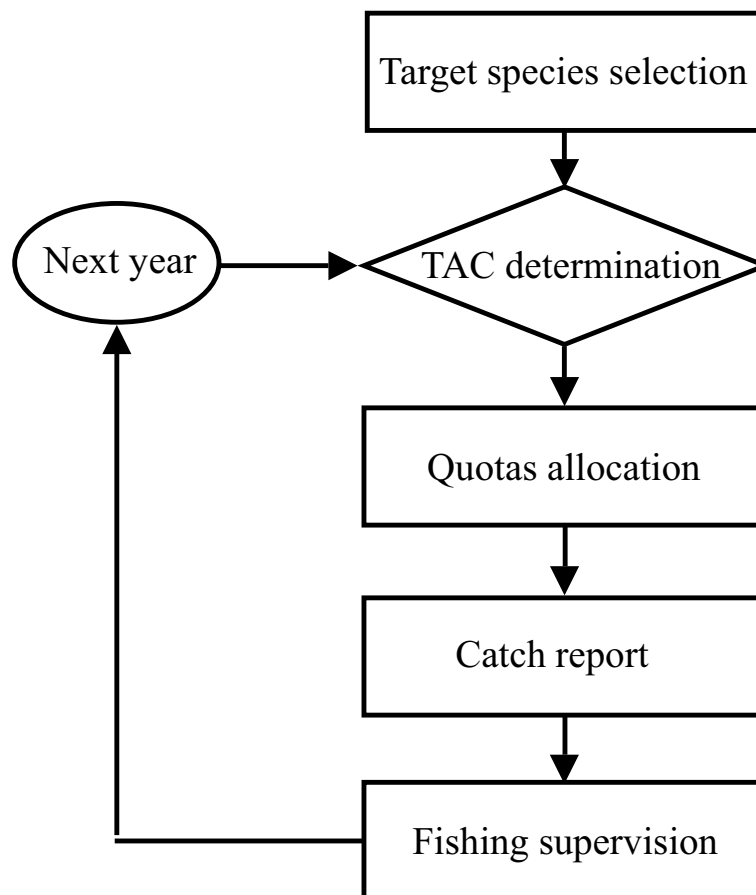 Target species selection
Next year
TAC determination
Quotas allocation
Catch report
Fishing supervision